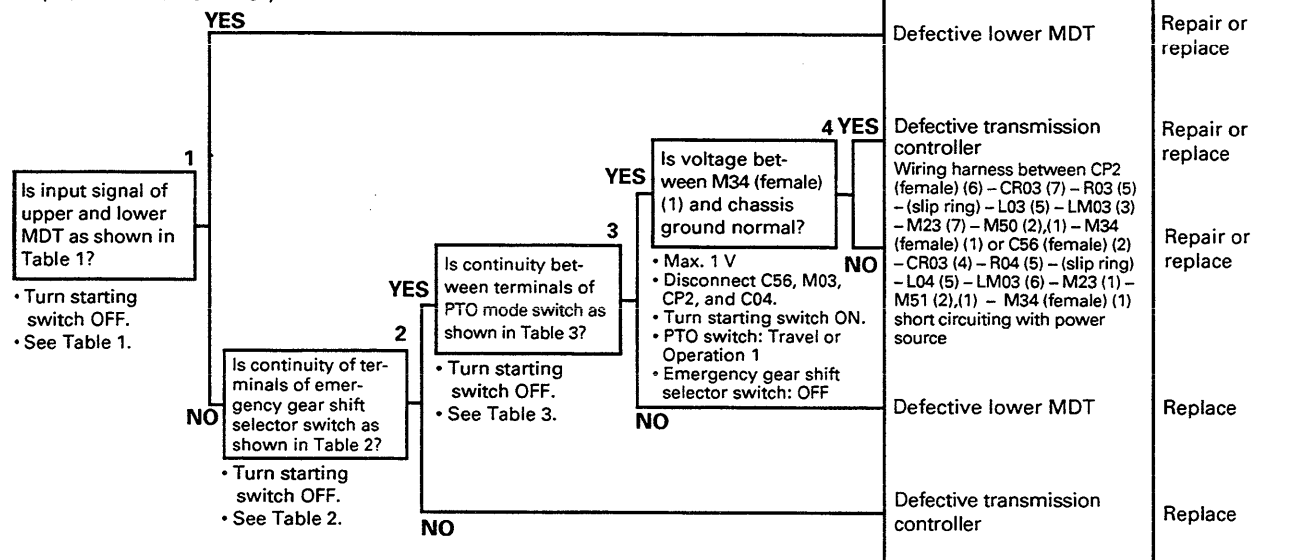 YES
Defective lower MDT
Repair or
replace
1
Is input signal of
upper and lower
MDT as shown in
Table 1?
• Turn starting
switch OFF.
• See Table 1.
NO
2
Is continuity of ter-
minals of emer-
gency gear shift
selector switch as
shown in Table 2?
• Turn starting
switch OFF.
• See Table 2.
YES
NO
3
Is continuity bet-
ween terminals of
PTO mode switch as
shown in Table 3?
• Turn starting
switch OFF.
• See Table 3.
YES
NO
4 YES
Is voltage bet-
ween M34 (female)
(1) and chassis
ground normal?
NO
• Max. 1 V
• Disconnect C56, M03,
CP2, and C04.
• Turn starting switch ON.
• PTO switch: Travel or
Operation 1
• Emergency gear shift
selector switch: OFF
Defective transmission
controller
Repair or
replace
Wiring harness between CP2
(female) (6) – CR03 (7) – R03 (5)
– (slip ring) – L03 (5) – LM03 (3)
– M23 (7) – M50 (2),(1) – M34
(female) (1) or C56 (female) (2)
– CR03 (4) – R04 (5) – (slip ring)
– L04 (5) – LM03 (6) – M23 (1) –
M51 (2),(1) – M34 (female) (1)
short circuiting with power
source
Repair or
replace
Defective lower MDT
Replace
Defective transmission
controller
Replace